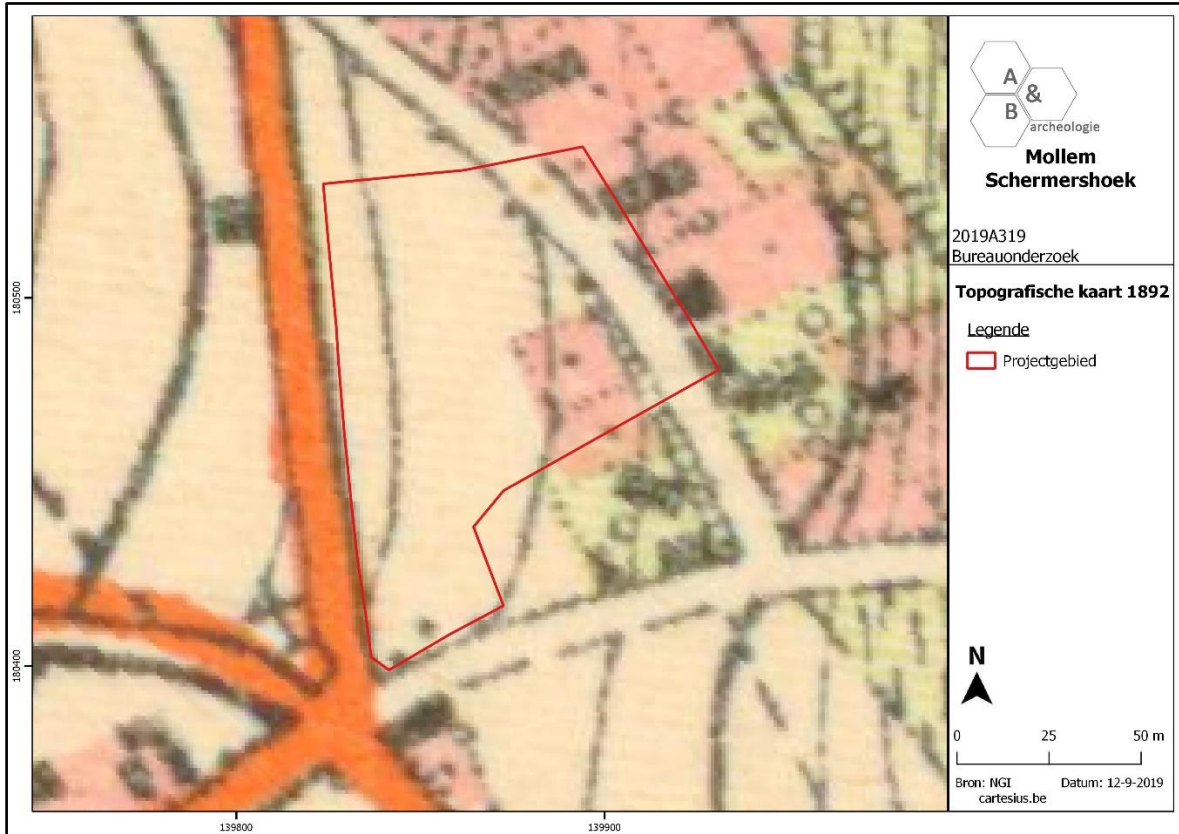 A
&
B
archeologie
Mollem
Schermershoek
2019A319
Bureauonderzoek
Topografische kaart 1892
Legende
Projectgebied
N
0 25 50 m
Bron: NGI Datum: 12-9-2019
cartesius.be
180500
180400
139800 139900